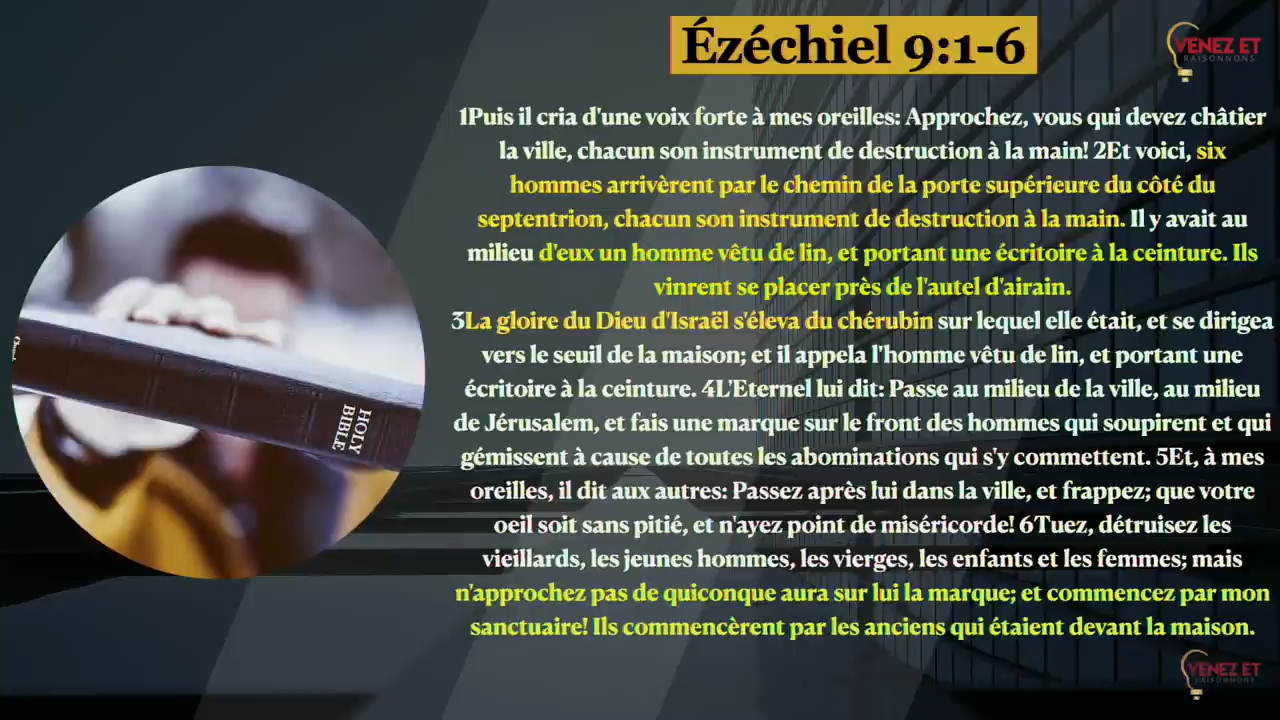 Ézéchiel 9:1-6
VENEZ ET
RAISONNONS
1Puis il cria d'une voix forte à mes oreilles: Approchez, vous qui devez châtier
la ville, chacun son instrument de destruction à la main! 2Et voici, six
hommes arrivèrent par le chemin de la porte supérieure du côté du
septentrion, chacun son instrument de destruction à la main. Il y avait au
milieu d'eux un homme vêtu de lin, et portant une écritoire à la ceinture. Ils
vinrent se placer près de l'autel d'airain.
3La gloire du Dieu d'Israël s'éleva du chérubin sur lequel elle était, et se dirigea
vers le seuil de la maison; et il appela l'homme vêtu de lin, et portant une
écritoire à la ceinture. 4L'Eternel lui dit: Passe au milieu de la ville, au milieu
de Jérusalem, et fais une marque sur le front des hommes qui soupirent et qui
gémissent à cause de toutes les abominations qui s'y commettent. 5Et, à mes
oreilles, il dit aux autres: Passez après lui dans la ville, et frappez; que votre
oeil soit sans pitié, et n'ayez point de miséricorde! 6Tuez, détruisez les
vieillards, les jeunes hommes, les vierges, les enfants et les femmes; mais
n'approchez pas de quiconque aura sur lui la marque; et commencez par mon
sanctuaire! Ils commencèrent par les anciens qui étaient devant la maison.
HOLY
BIBLE
VENEZ ET
RAISONNONS